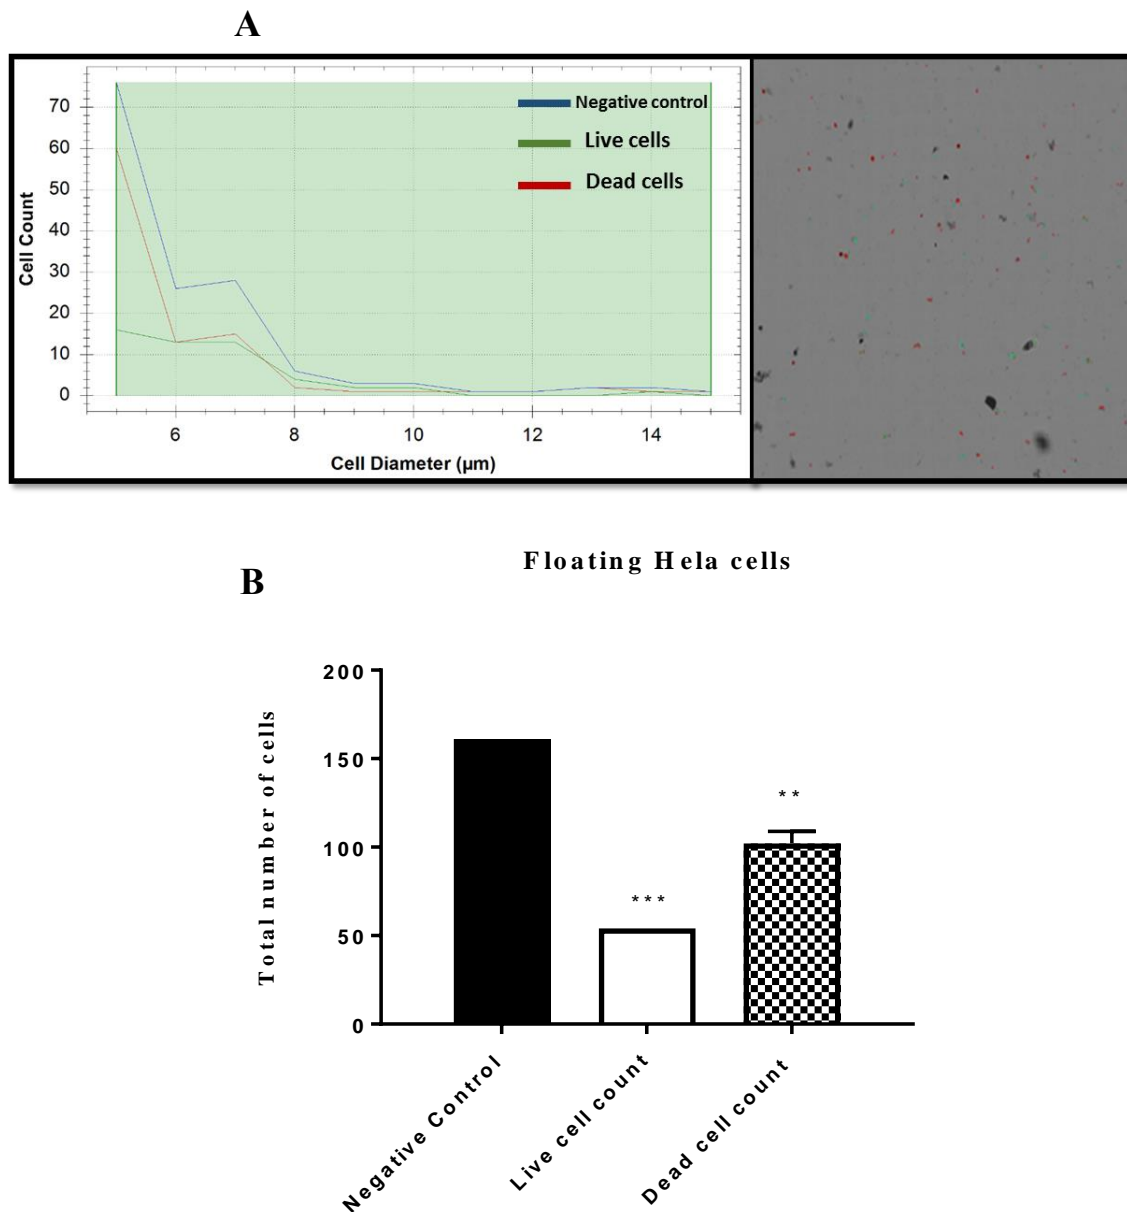 A
Cell Count
70
60
50
40
30
20
10
0
Negative control
Live cells
Dead cells
6 8 10 12 14
Cell Diameter (µm)
B
Floating Hela cells
Total number of cells
200
150
100
50
0
***
**
Negative Control
Live cell count
Dead cell count